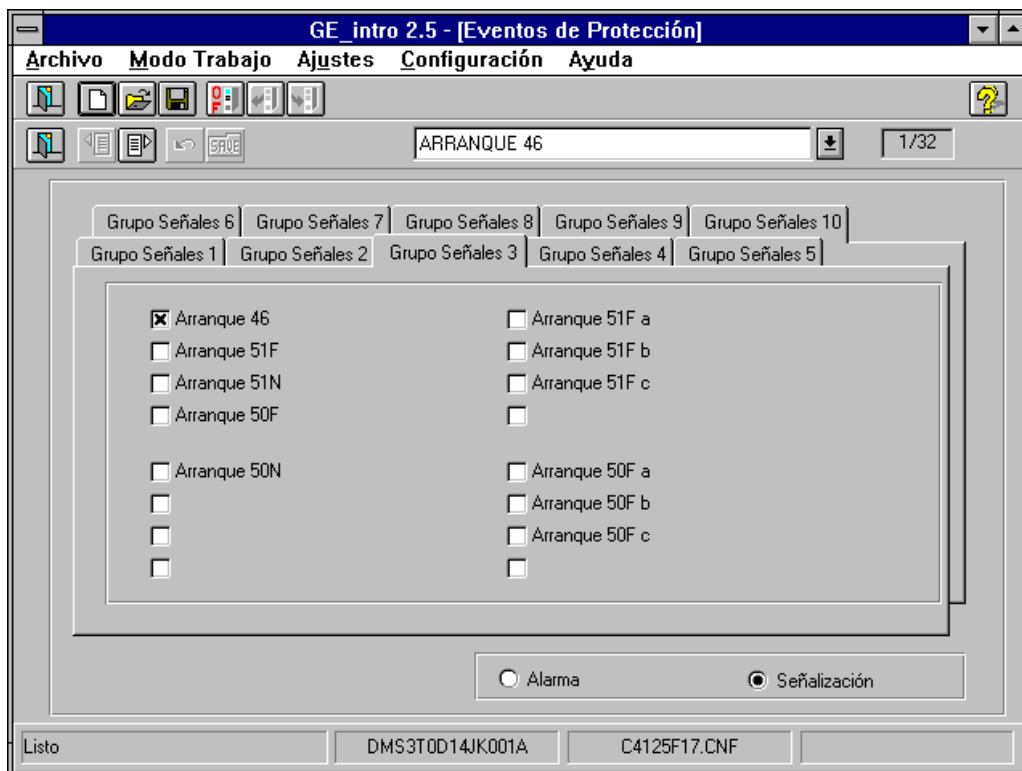 GE_intro 2.5 - [Eventos de Protección]
Archivo Modo Trabajo Ajustes Configuración Ayuda
O
F
SAVE
ARRANQUE 46
1/32
Grupo Señales 6 Grupo Señales 7 Grupo Señales 8 Grupo Señales 9 Grupo Señales 10
Grupo Señales 1 Grupo Señales 2 Grupo Señales 3 Grupo Señales 4 Grupo Señales 5
Arranque 46
Arranque 51F
Arranque 51N
Arranque 50F
Arranque 50N
Arranque 51F a
Arranque 51F b
Arranque 51F c
Arranque 50F a
Arranque 50F b
Arranque 50F c
Alarma
Señalización
Listo
DMS3T0D14JK001A
C4125F17.CNF